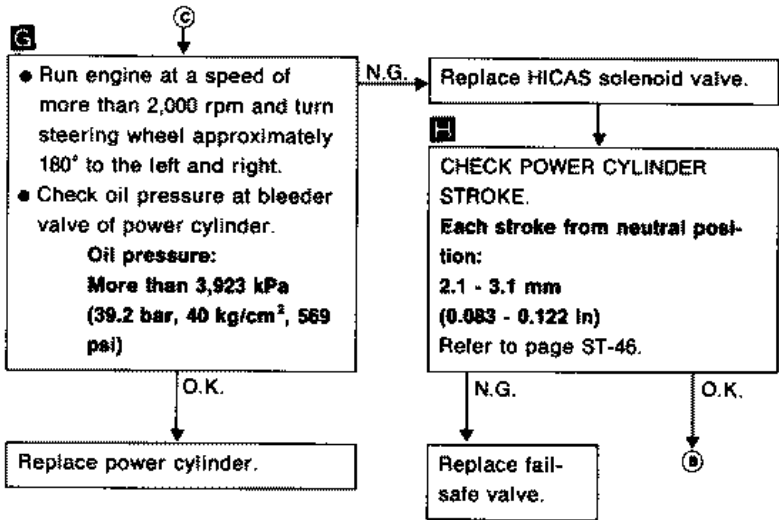 C
G
● Run engine at a speed of
more than 2,000 rpm and turn
steering wheel approximately
180° to the left and right.
● Check oil pressure at bleeder
valve of power cylinder.
Oil pressure:
More than 3,923 kPa
(39.2 bar, 40 kg/cm², 569
psi)
N.G.
Replace HICAS solenoid valve.
H
CHECK POWER CYLINDER
STROKE.
Each stroke from neutral posi-
tion:
2.1 - 3.1 mm
(0.083 - 0.122 in)
Refer to page ST-46.
O.K.
Replace power cylinder.
N.G.
Replace fail-
safe valve.
O.K.
B